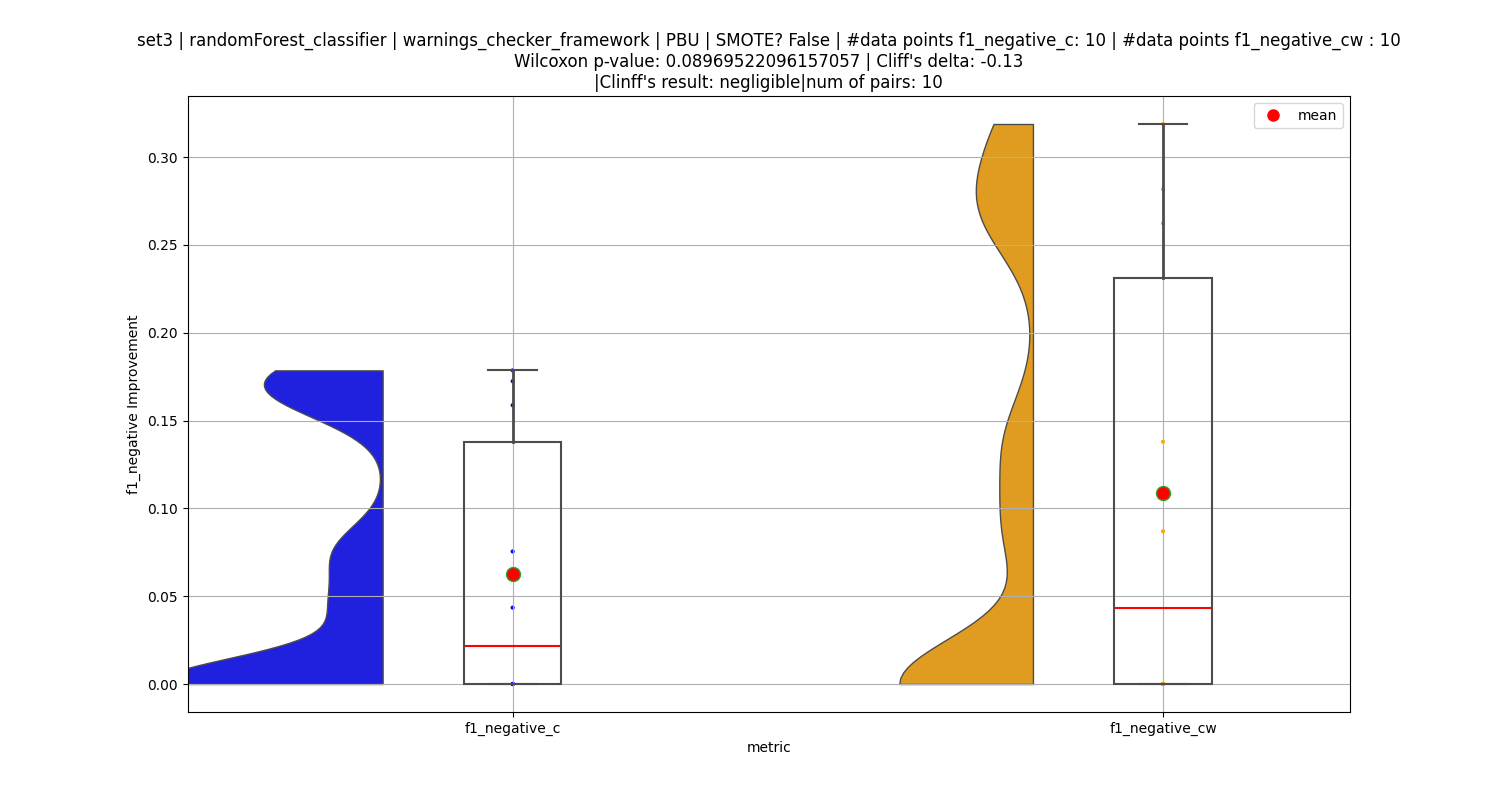 set3 | randomForest_classifier | warnings_checker_framework | PBU | SMOTE? False | #data points f1_negative_c: 10 | #data points f1_negative_cw : 10
Wilcoxon p-value: 0.08969522096157057 | Cliff's delta: -0.13
|Clinff's result: negligible|num of pairs: 10
mean
0.30
0.25
0.20
0.15
0.10
0.05
0.00
f1_negative Improvement
f1_negative_c
f1_negative_cw
metric